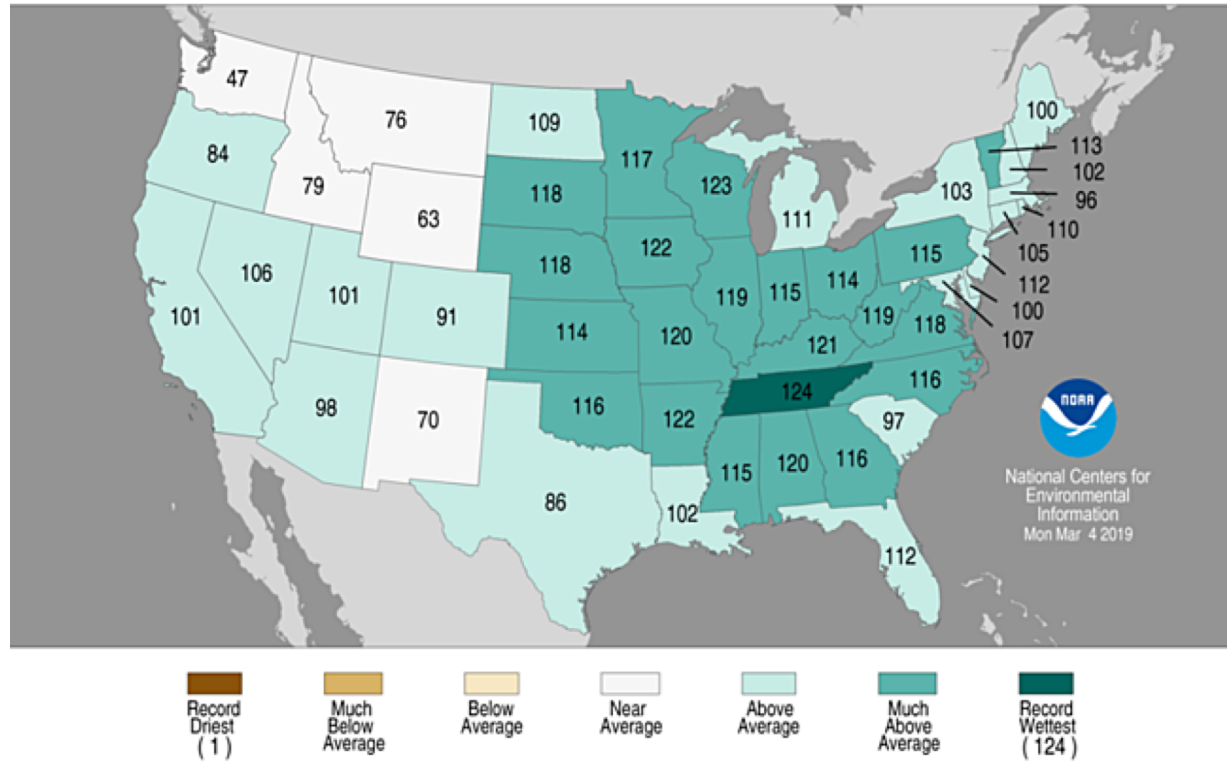 47
76
109
117
100
84
79
63
118
123
111
103
113
102
96
110
105
112
100
107
106
101
101
91
118
122
119
115
114
115
119
118
114
120
121
116
98
70
116
122
124
97
86
102
115
120
116
112
NOAA
National Centers for
Environmental
Information
Mon Mar 4 2019
Record
Driest
( 1 )
Much
Below
Average
Below
Average
Near
Average
Above
Average
Much
Above
Average
Record
Wettest
( 124 )